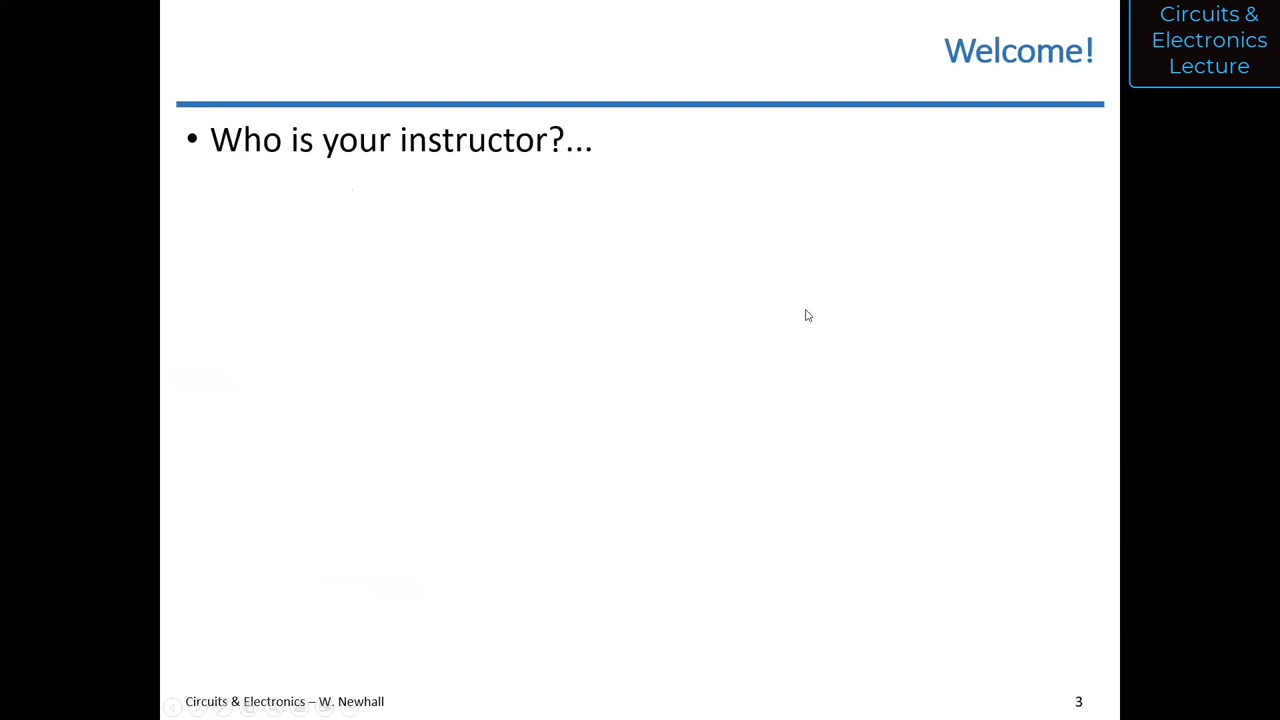 Circuits &
Electronics
Lecture
Welcome!
• Who is your instructor?...
Circuits & Electronics – W. Newhall
3